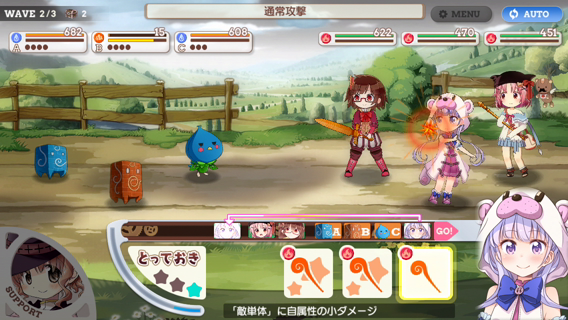 WAVE 2/3 2
通常攻撃
MENU
AUTO
682
15
608
A
B
C
622
470
451
A B C GO!
とっておき
SUPPORT
「敵単体」に自属性の小ダメージ